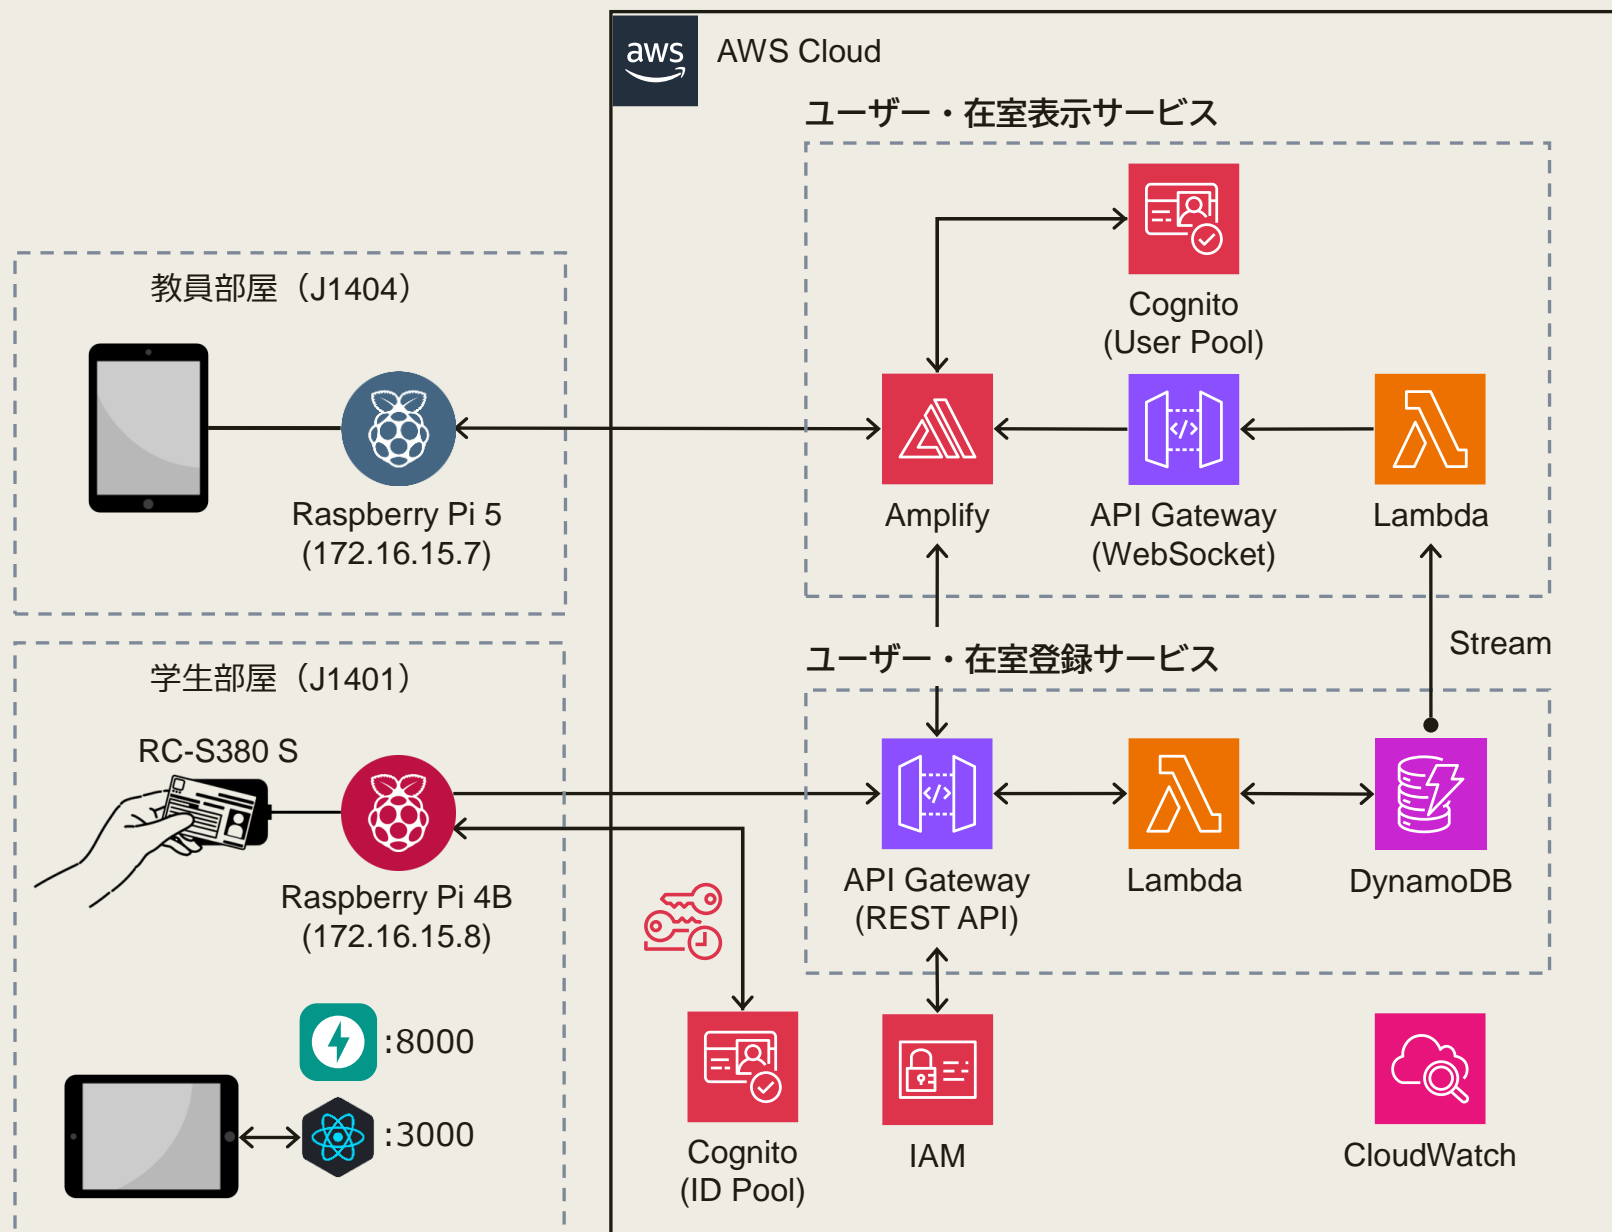 aws
AWS Cloud
ユーザー・在室表示サービス
Cognito
(User Pool)
教員部屋（J1404）
Raspberry Pi 5
(172.16.15.7)
Amplify
API Gateway
(WebSocket)
Lambda
Stream
ユーザー・在室登録サービス
学生部屋（J1401）
RC-S380 S
Raspberry Pi 4B
(172.16.15.8)
API Gateway
(REST API)
Lambda
DynamoDB
:8000
:3000
Cognito
(ID Pool)
IAM
CloudWatch